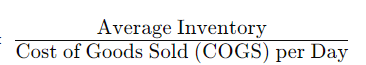 Average Inventory
Cost of Goods Sold (COGS) per Day